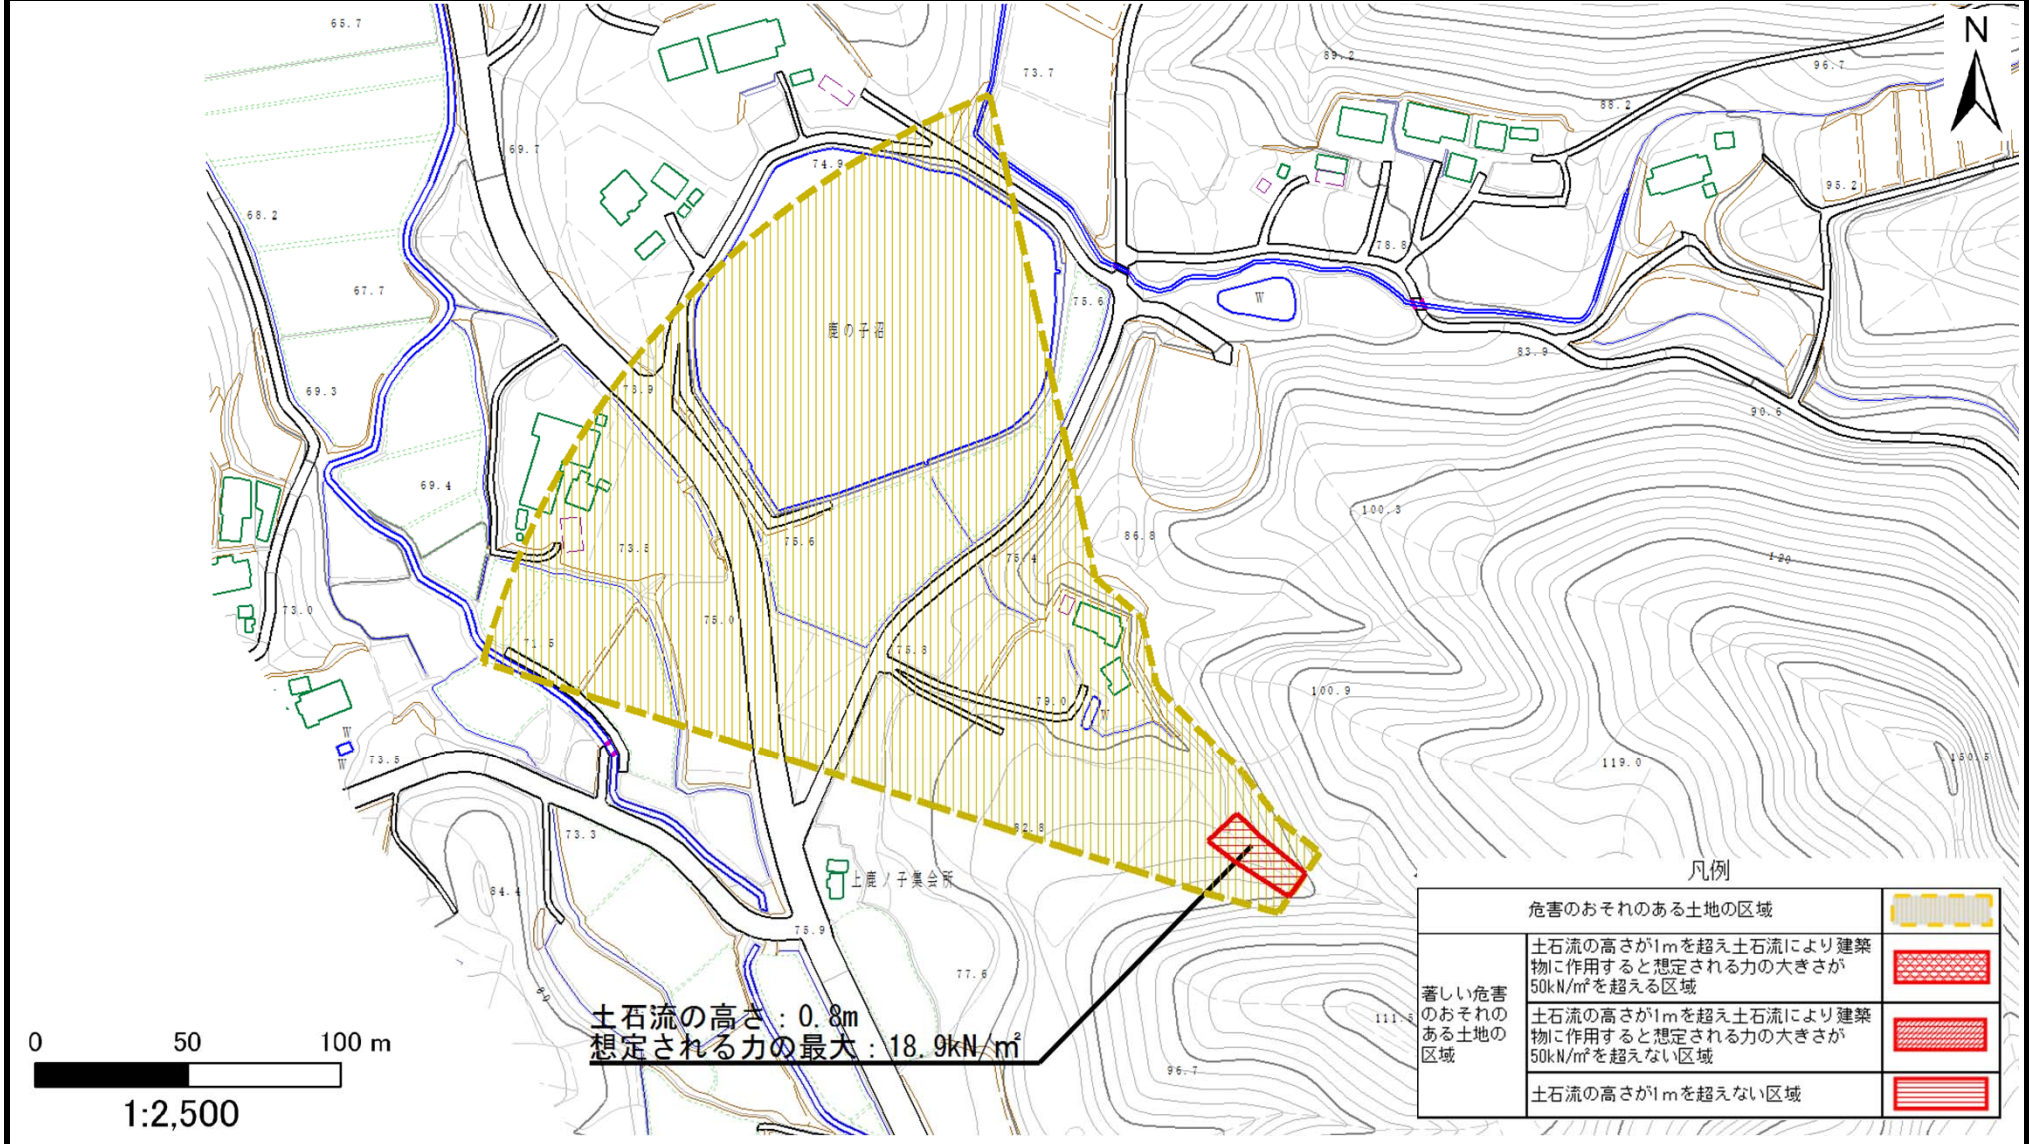 65.7
73.7
89.2
96.7
N
88.2
69.7
74.9
95.2
68.2
78.8
67.7
75.6
W
鹿の子沼
83.9
69.3
73.9
90.6
69.4
100.3
86.8
75.6
73.5
75.4
120
73.0
75.0
71.5
75.3
100.9
79.0
W
W
W
73.5
119.0
150.5
62.8
73.3
上鹿ノ子集会所
84.4
75.9
77.6
80
111.5
96.7
土石流の高さ:0.8m
想定される力の最大:18.9kN/㎡
0 50 100 m
1:2,500
凡例
危害のおそれのある土地の区域
著しい危害
のおそれの
ある土地の
区域
土石流の高さが1mを超え土石流により建築
物に作用すると想定される力の大きさが
50kN/㎡を超える区域
土石流の高さが1mを超え土石流により建築
物に作用すると想定される力の大きさが
50kN/㎡を超えない区域
土石流の高さが1mを超えない区域